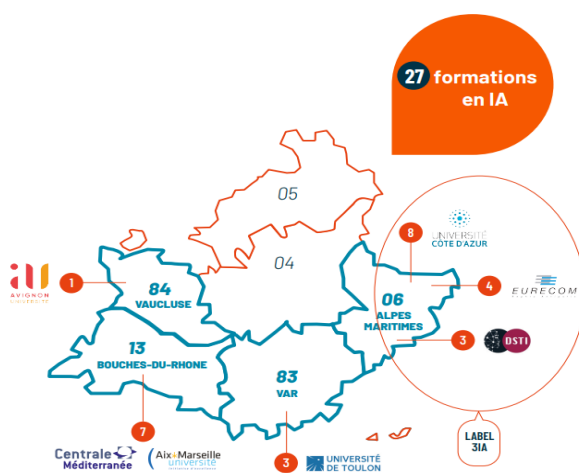 27 formations
en IA
05
04
8
UNIVERSITÉ
CÔTE D'AZUR
1
AVIGNON
UNIVERSITÉ
84
VAUCLUSE
06
ALPES
MARITIMES
4
EURECOM
13
BOUCHES-DU-RHONE
83
VAR
3
DSTI
7
Centrale
Méditerranée
Aix+Marseille
université
3
UNIVERSITÉ
DE TOULON
LABEL
3IA